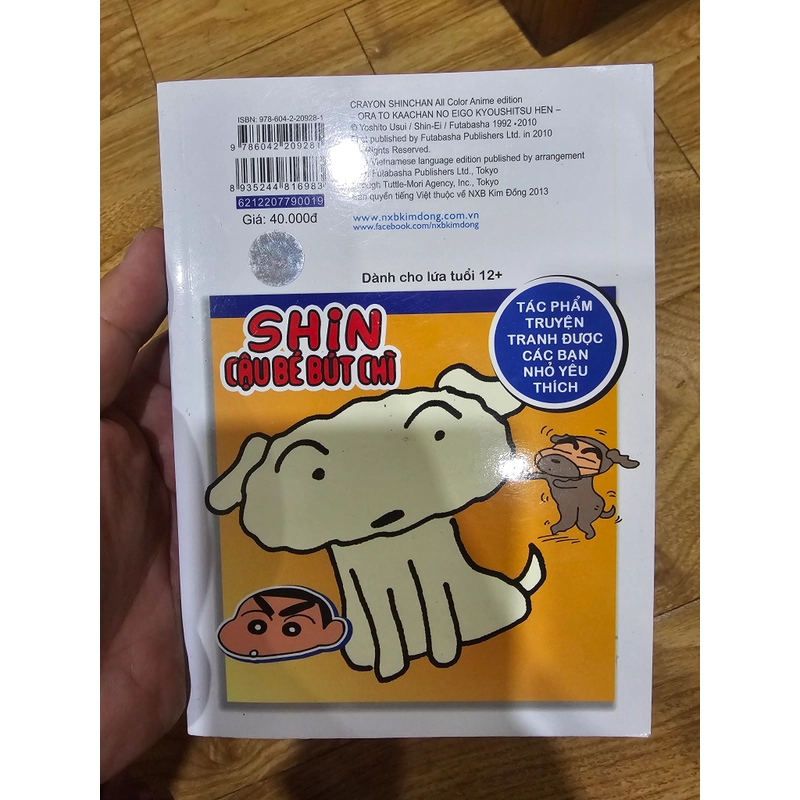 ISBN: 978-604-2-20928-1
9 786042 209281
8 935244 816983
6212207790019
Giá: 40.000đ
CRAYON SHINCHAN All Color Anime edition
ORA TO KAACHAN NO EIGO KYOUSHITSU HEN –
© Yoshito Usui / Shin-Ei / Futabasha 1992 •2010
published by Futabasha Publishers Ltd. in 2010
Rights Reserved.
Vietnamese language edition published by arrangement
Futabasha Publishers Ltd., Tokyo
Tuttle-Mori Agency, Inc., Tokyo
quyền tiếng Việt thuộc về NXB Kim Đồng 2013
www.nxbkimdong.com.vn
www.facebook.com/nxbkimdong
Dành cho lứa tuổi 12+
TÁC PHẨM
TRUYỆN
TRANH ĐƯỢC
CÁC BẠN
NHỎ YÊU
THÍCH
SHIN
CẬU BÉ BÚT CHÌ